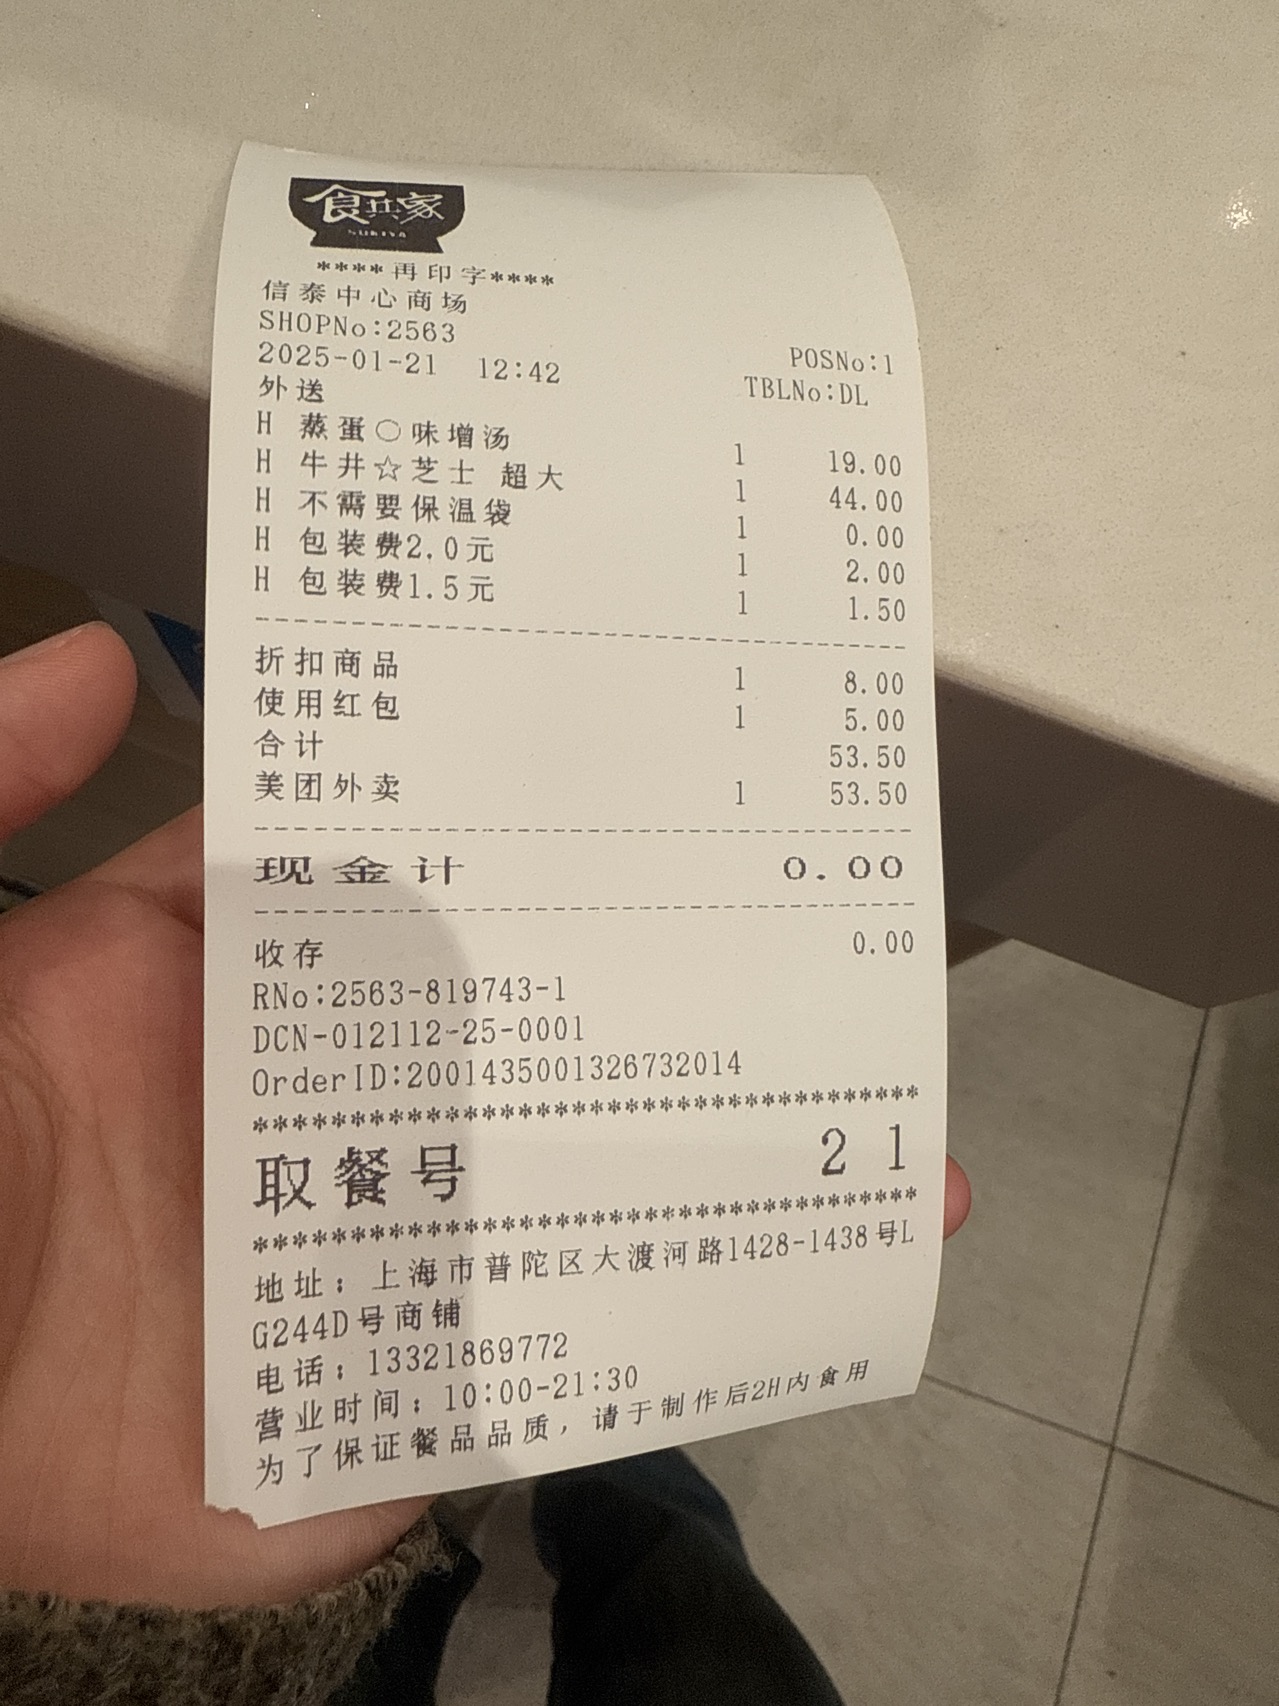 食其家
SUKIYA
****再印字****
信泰中心商场
SHOPNo:2563 POSNo:1
2025-01-21 12:42 TBLNo:DL
外送
H 蒸蛋○味增汤 1 19.00
H 牛丼☆芝士 超大 1 44.00
H 不需要保温袋 1 0.00
H 包装费2.0元 1 2.00
H 包装费1.5元 1 1.50
折扣商品 1 8.00
使用红包 1 5.00
合计 53.50
美团外卖 1 53.50
现金计 0.00
收存 0.00
RNo:2563-819743-1
DCN-012112-25-0001
OrderID:2001435001326732014
取餐号 21
地址：上海市普陀区大渡河路1428-1438号L
G244D号商铺
电话：13321869772
营业时间：10:00-21:30
为了保证餐品品质，请于制作后2H内食用